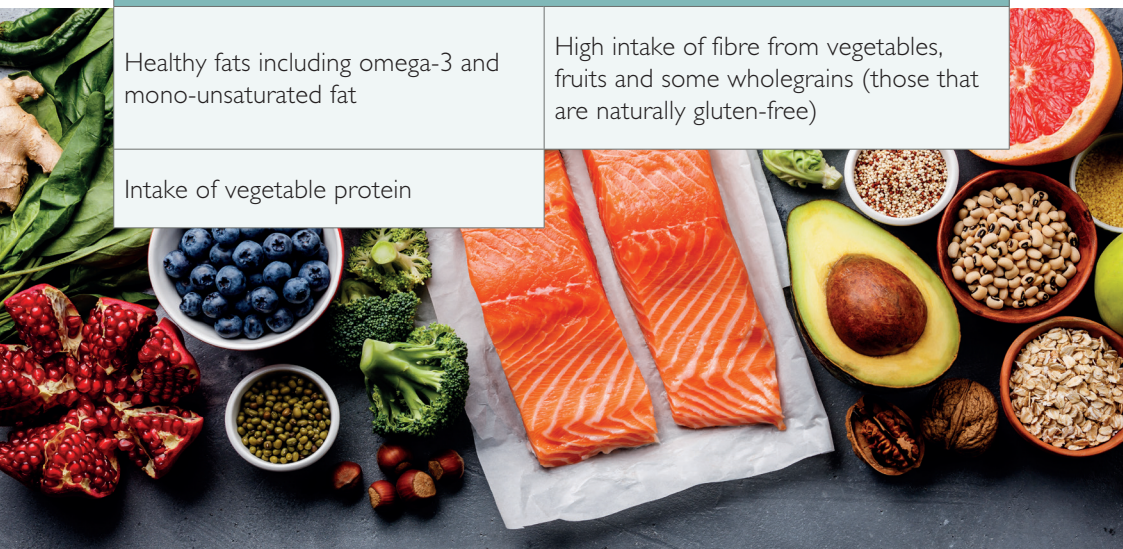 Healthy fats including omega-3 and
mono-unsaturated fat
High intake of fibre from vegetables,
fruits and some wholegrains (those that
are naturally gluten-free)
Intake of vegetable protein